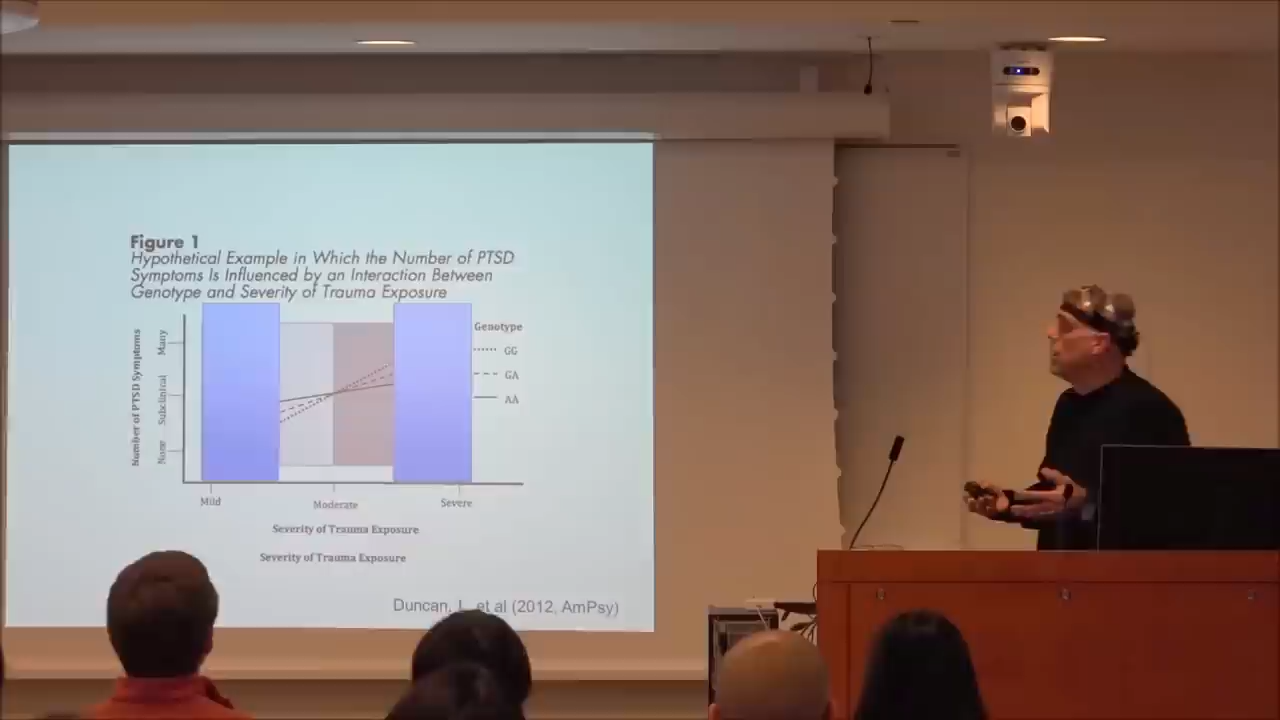 Figure 1
Hypothetical Example in Which the Number of PTSD
Symptoms Is Influenced by an Interaction Between
Genotype and Severity of Trauma Exposure
Number of PTSD Symptoms
Many
Subclinical
None
Genotype
GG
GA
AA
Mild
Moderate
Severe
Severity of Trauma Exposure
Severity of Trauma Exposure
Duncan, L. et al (2012, AmPsy)